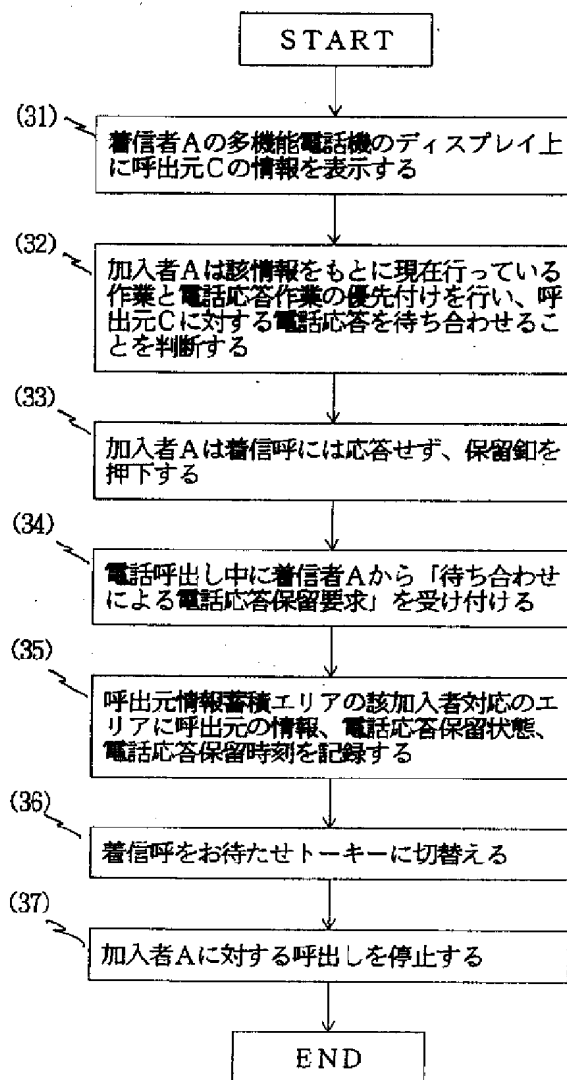 START
(31)
着信者Aの多機能電話機のディスプレイ上
に呼出元Cの情報を表示する
(32)
加入者Aは該情報をもとに現在行っている
作業と電話応答作業の優先付けを行い、呼
出元Cに対する電話応答を待ち合わせるこ
とを判断する
(33)
加入者Aは着信呼には応答せず、保留釦を
押下する
(34)
電話呼出し中に着信者Aから「待ち合わせ
による電話応答保留要求」を受け付ける
(35)
呼出元情報蓄積エリアの該加入者対応のエ
リアに呼出元の情報、電話応答保留状態、
電話応答保留時刻を記録する
(36)
着信呼をお待たせトーキーに切替える
(37)
加入者Aに対する呼出しを停止する
END